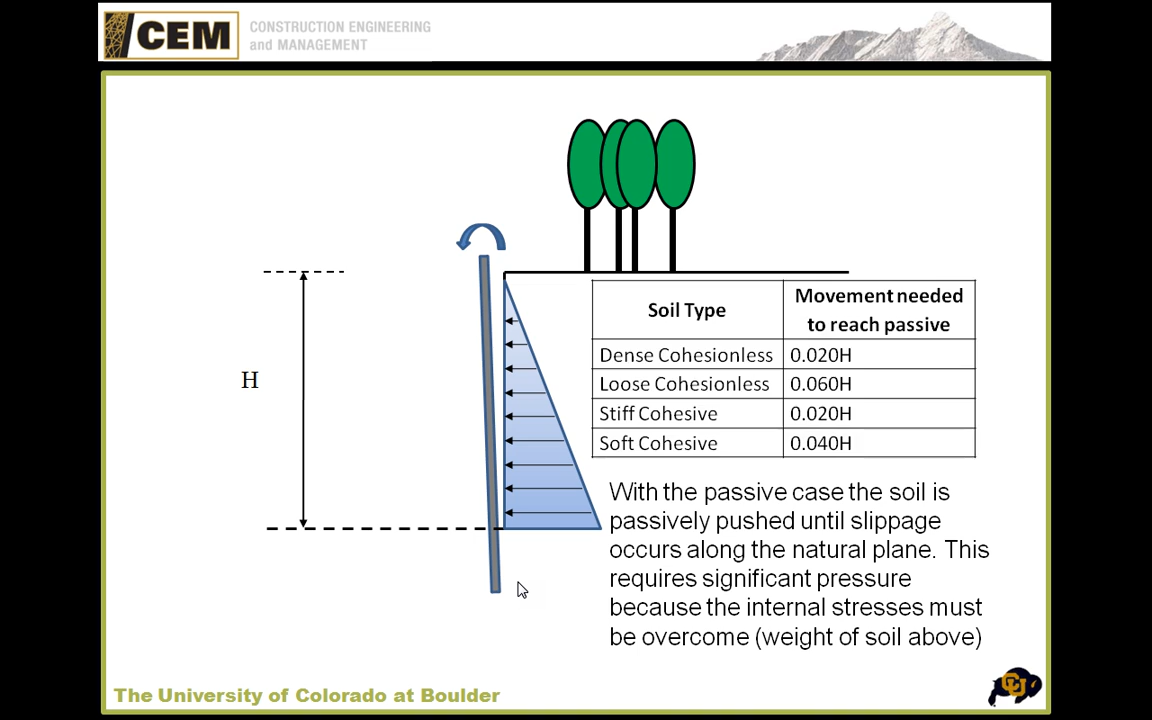 CEM
CONSTRUCTION ENGINEERING
and MANAGEMENT
H
Soil Type
Movement needed
to reach passive
Dense Cohesionless 0.020H
Loose Cohesionless 0.060H
Stiff Cohesive 0.020H
Soft Cohesive 0.040H
With the passive case the soil is
passively pushed until slippage
occurs along the natural plane. This
requires significant pressure
because the internal stresses must
be overcome (weight of soil above)
The University of Colorado at Boulder
CU